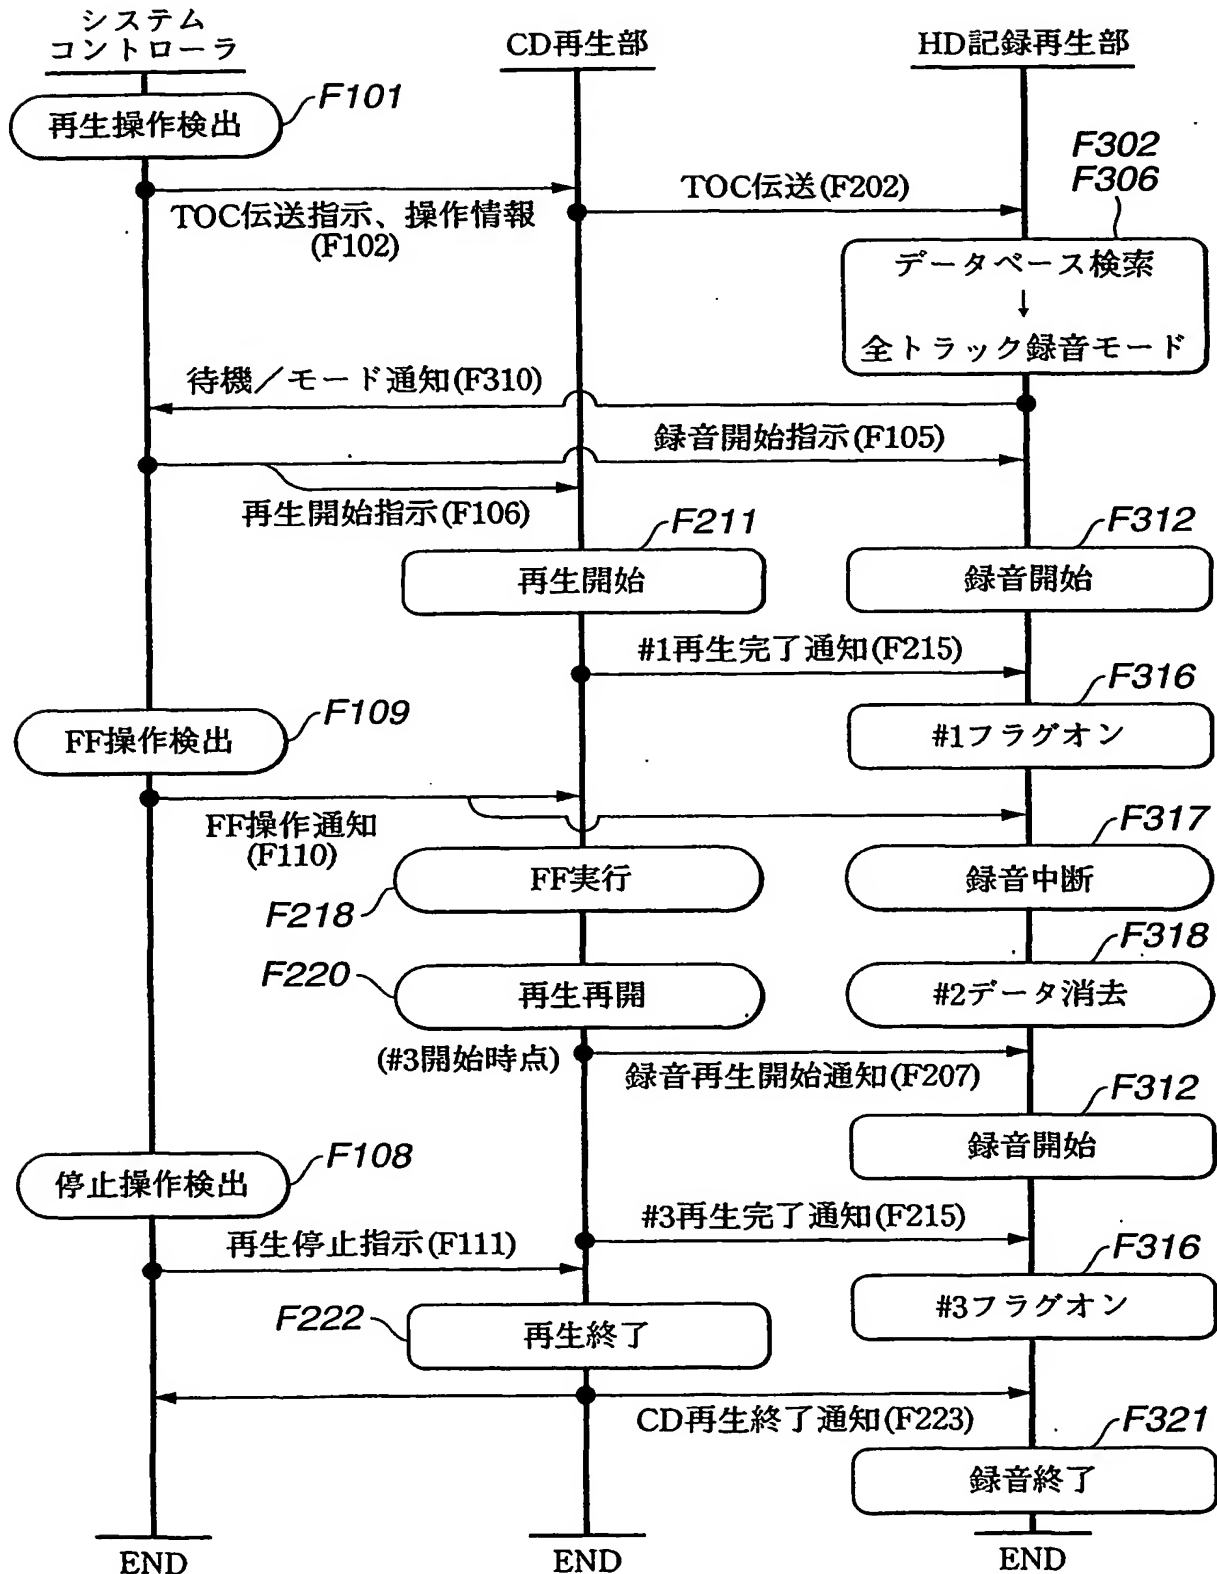 システム
コントローラ
CD再生部
HD記録再生部
再生操作検出
F101
TOC伝送指示、操作情報
(F102)
TOC伝送(F202)
F302
F306
データベース検索
↓
全トラック録音モード
待機／モード通知(F310)
録音開始指示(F105)
再生開始指示(F106)
F211
再生開始
F312
録音開始
#1再生完了通知(F215)
F316
#1フラグオン
F109
FF操作検出
FF操作通知
(F110)
F317
録音中断
FF実行
F218
F318
#2データ消去
F220
再生再開
(#3開始時点)
録音再生開始通知(F207)
F312
録音開始
F108
停止操作検出
#3再生完了通知(F215)
再生停止指示(F111)
F316
#3フラグオン
F222
再生終了
CD再生終了通知(F223)
F321
録音終了
END
END
END